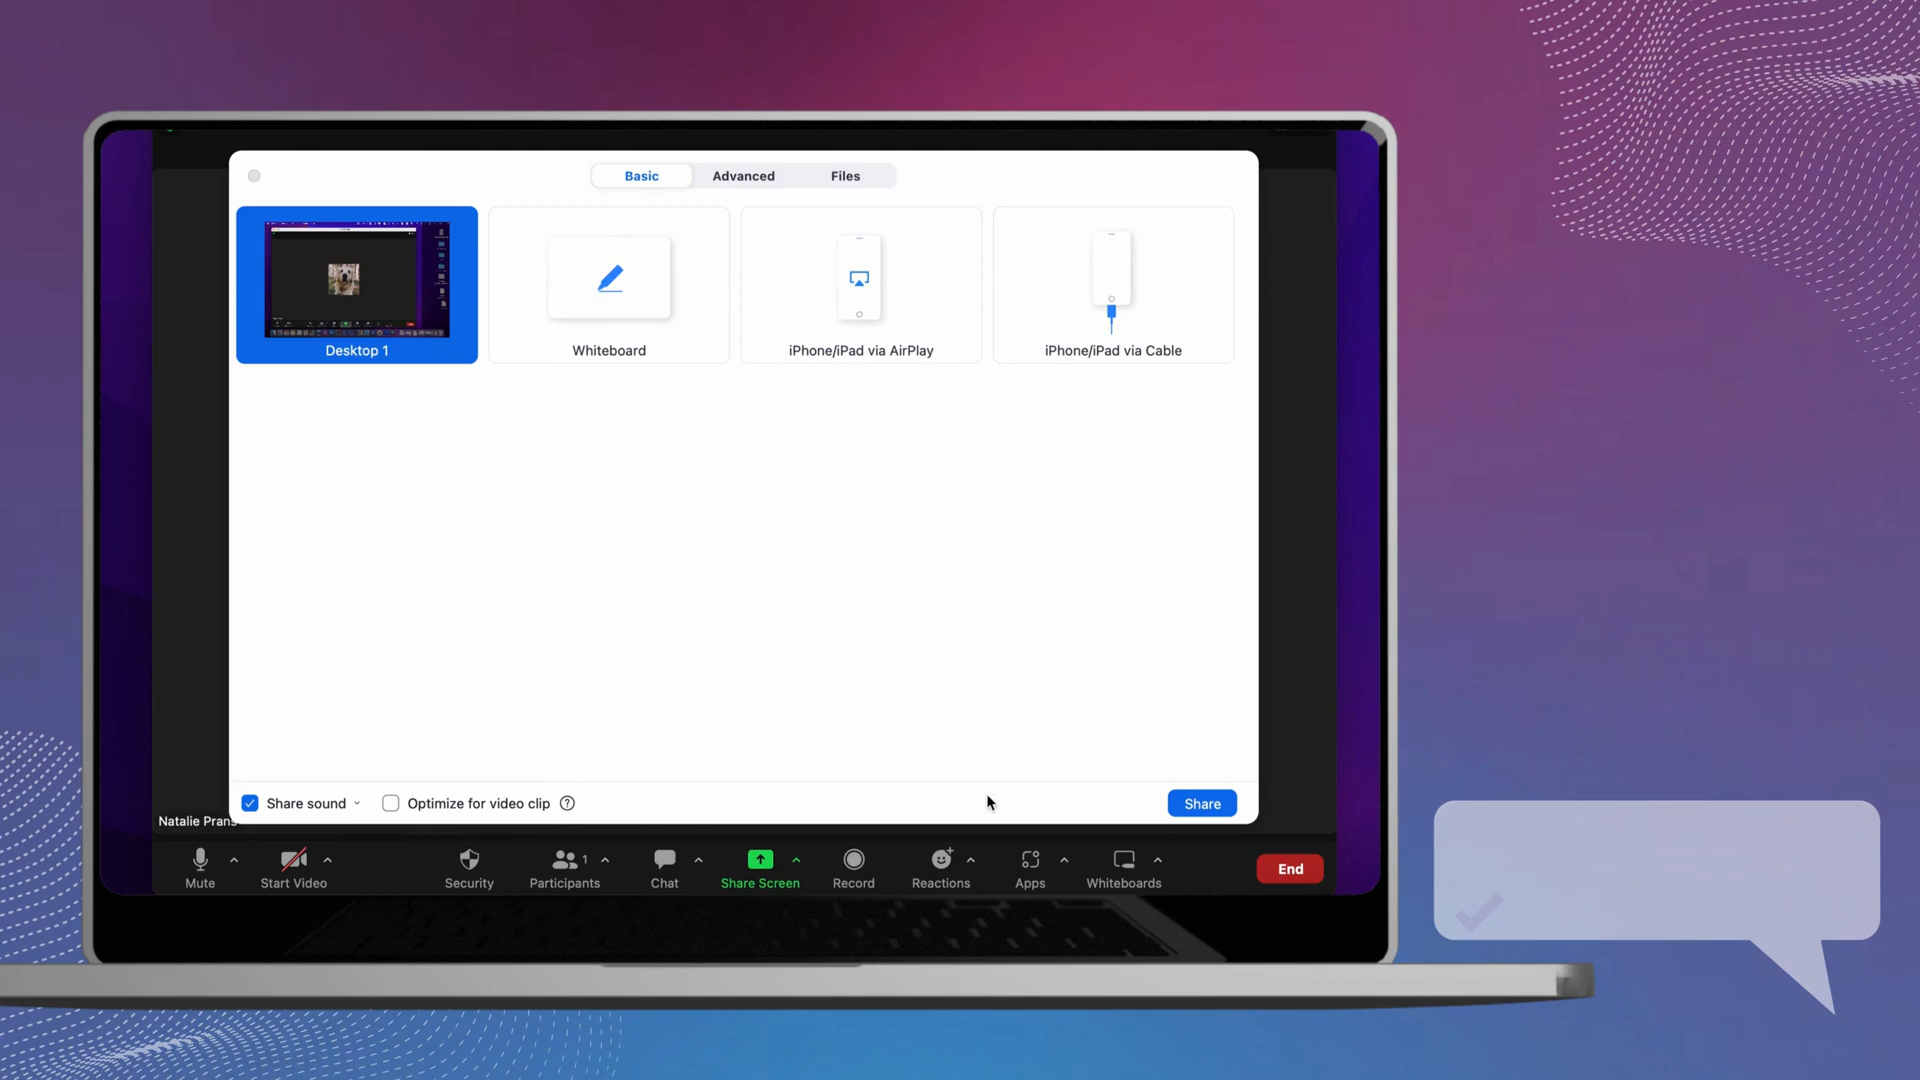 Basic
Advanced
Files
Desktop 1
Whiteboard
iPhone/iPad via AirPlay
iPhone/iPad via Cable
Share sound
Optimize for video clip
Share
Natalie Prans
Mute
Start Video
Security
1
Participants
Chat
Share Screen
Record
Reactions
Apps
Whiteboards
End